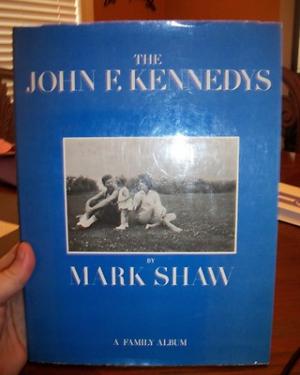 THE
JOHN F. KENNEDYS
BY
MARK SHAW
A FAMILY ALBUM